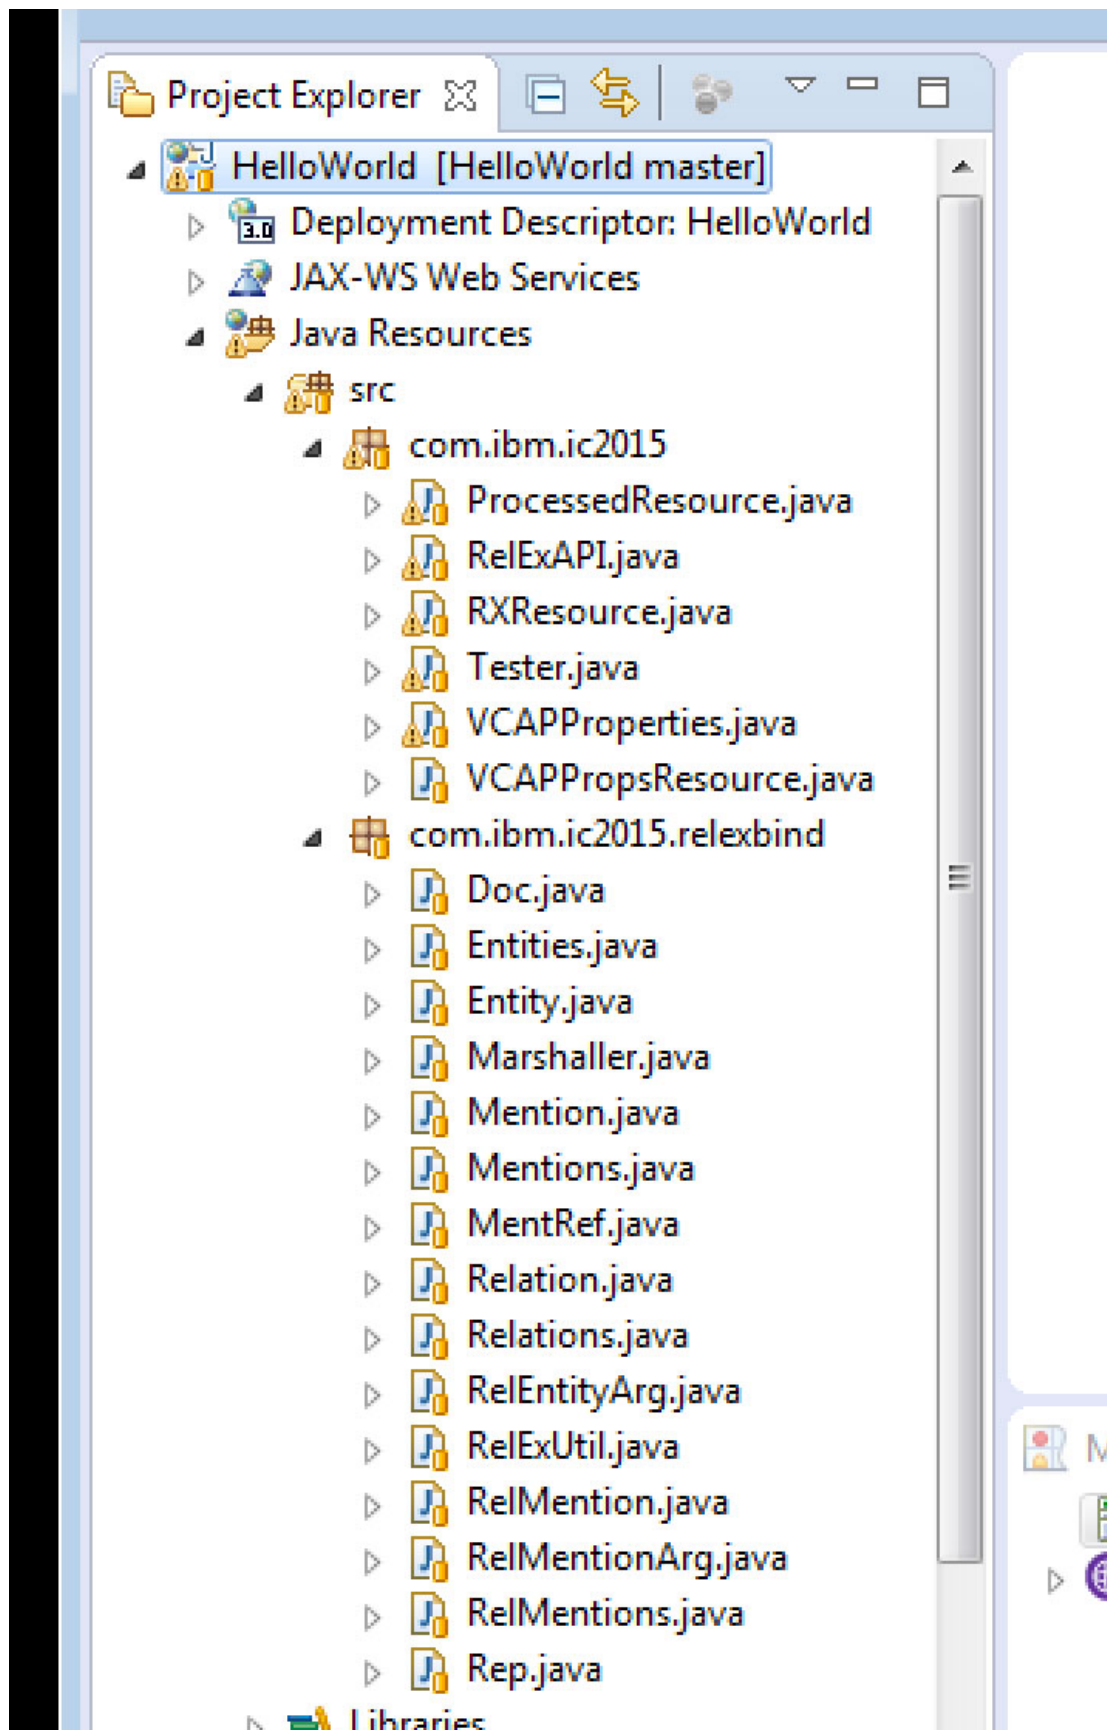 Project Explorer
HelloWorld [HelloWorld master]
3.0 Deployment Descriptor: HelloWorld
JAX-WS Web Services
Java Resources
src
com.ibm.ic2015
ProcessedResource.java
RelExAPI.java
RXResource.java
Tester.java
VCAPProperties.java
VCAPPropsResource.java
com.ibm.ic2015.relexbind
Doc.java
Entities.java
Entity.java
Marshaller.java
Mention.java
Mentions.java
MentRef.java
Relation.java
Relations.java
RelEntityArg.java
RelExUtil.java
RelMention.java
RelMentionArg.java
RelMentions.java
Rep.java
Libraries